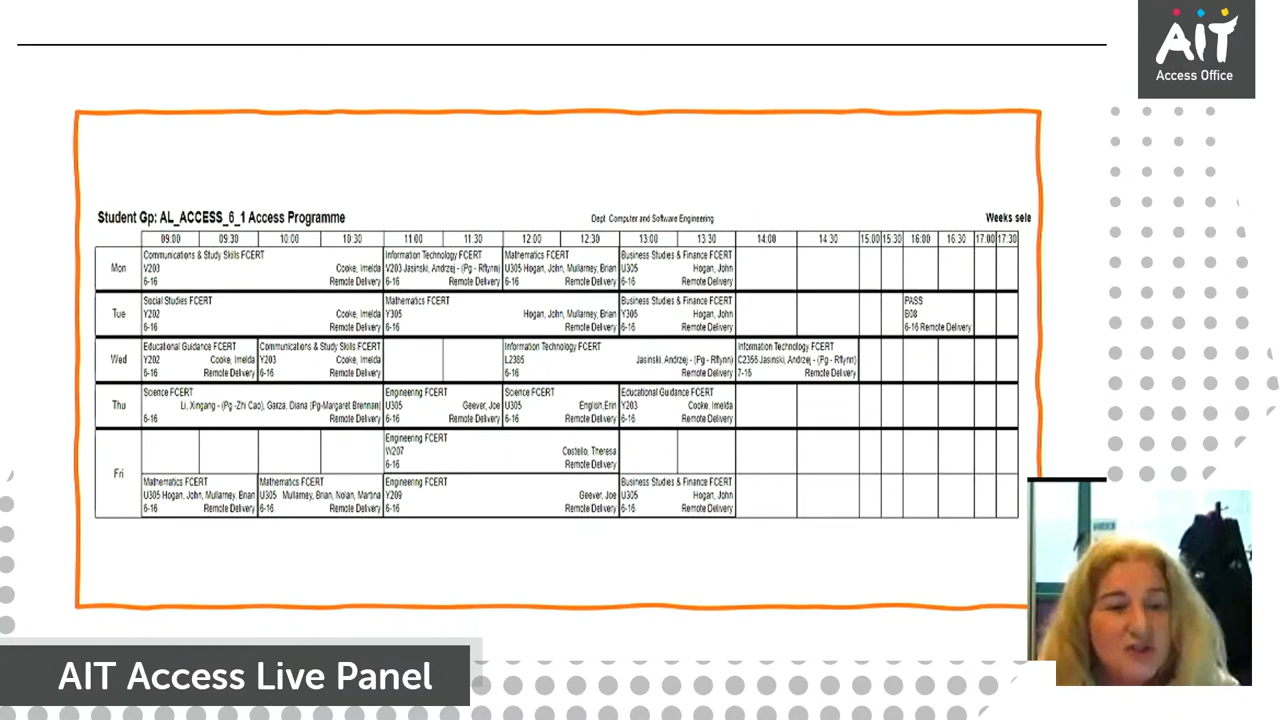 AIT
Access Office
Student Gp: AL_ACCESS_6_1 Access Programme Dept: Computer and Software Engineering Weeks sele
09:00 09:30 10:00 10:30 11:00 11:30 12:00 12:30 13:00 13:30 14:00 14:30 15:00 15:30 16:00 16:30 17:00 17:30
Mon
Communications & Study Skills FCERT Information Technology FCERT Mathematics FCERT Business Studies & Finance FCERT
V203 Cooke, Imelda V203 Jasinski, Andrzej - (Pg - Rflynn) U305 Hogan, John, Mullarney, Brian U305 Hogan, John
6-16 Remote Delivery 6-16 Remote Delivery 6-16 Remote Delivery 6-16 Remote Delivery
Tue
Social Studies FCERT Mathematics FCERT Business Studies & Finance FCERT PASS
Y202 Cooke, Imelda Y305 Hogan, John, Mullarney, Brian Y305 Hogan, John B08
6-16 Remote Delivery 6-16 Remote Delivery 6-16 Remote Delivery 6-16 Remote Delivery
Wed
Educational Guidance FCERT Communications & Study Skills FCERT Information Technology FCERT Information Technology FCERT
Y202 Cooke, Imelda Y203 Cooke, Imelda L2385 Jasinski, Andrzej - (Pg - Rflynn) C2356 Jasinski, Andrzej - (Pg - Rflynn)
6-16 Remote Delivery 6-16 Remote Delivery 6-16 Remote Delivery 7-16 Remote Delivery
Thu
Science FCERT Engineering FCERT Science FCERT Educational Guidance FCERT
Li, Xingang - (Pg -Zhi Cao), Garza, Diana (Pg-Margaret Brennan) U305 Geever, Joe U305 English,Erin Y203 Cooke, Imelda
6-16 Remote Delivery 6-16 Remote Delivery 6-16 Remote Delivery 6-16 Remote Delivery
Fri
Engineering FCERT
W207 Costello, Theresa
6-16 Remote Delivery
Mathematics FCERT Mathematics FCERT Engineering FCERT Business Studies & Finance FCERT
U305 Hogan, John, Mullarney, Brian U305 Mullarney, Brian, Nolan, Martina Y209 Geever, Joe U305 Hogan, John
6-16 Remote Delivery 6-16 Remote Delivery 6-16 Remote Delivery 6-16 Remote Delivery
AIT Access Live Panel